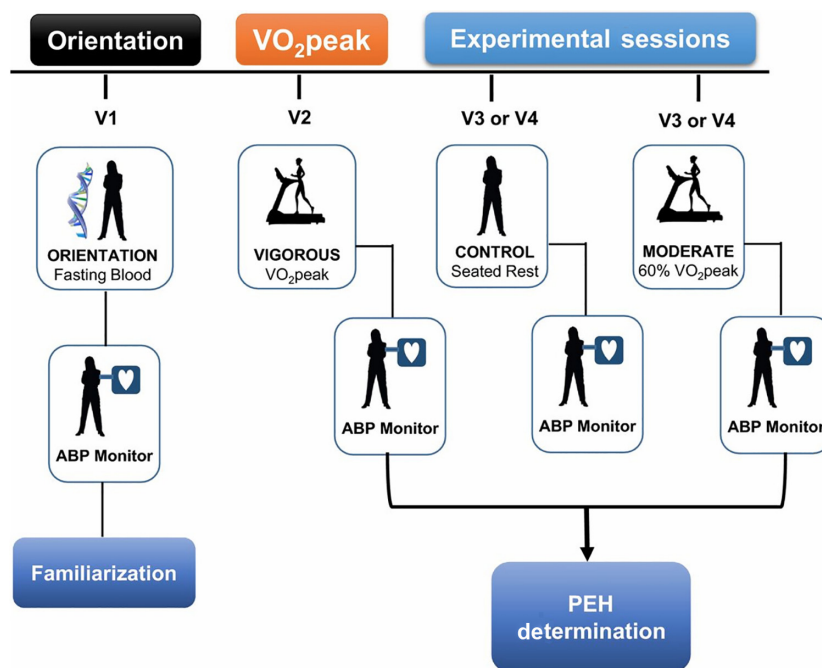 Orientation
VO₂peak
Experimental sessions
V1
V2
V3 or V4
V3 or V4
ORIENTATION
Fasting Blood
VIGOROUS
VO₂peak
CONTROL
Seated Rest
MODERATE
60% VO₂peak
ABP Monitor
ABP Monitor
ABP Monitor
ABP Monitor
Familiarization
PEH
determination